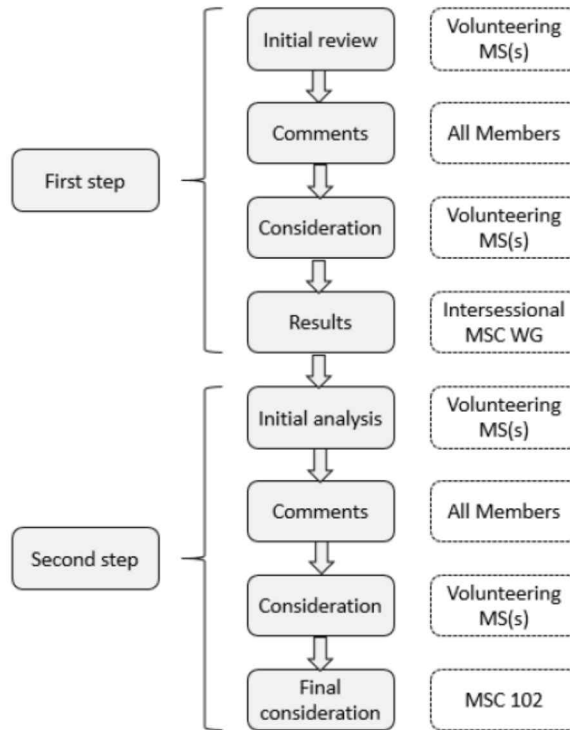 Initial review
Volunteering
MS(s)
Comments
All Members
First step
Consideration
Volunteering
MS(s)
Results
Intersessional
MSC WG
Initial analysis
Volunteering
MS(s)
Comments
All Members
Second step
Consideration
Volunteering
MS(s)
Final
consideration
MSC 102